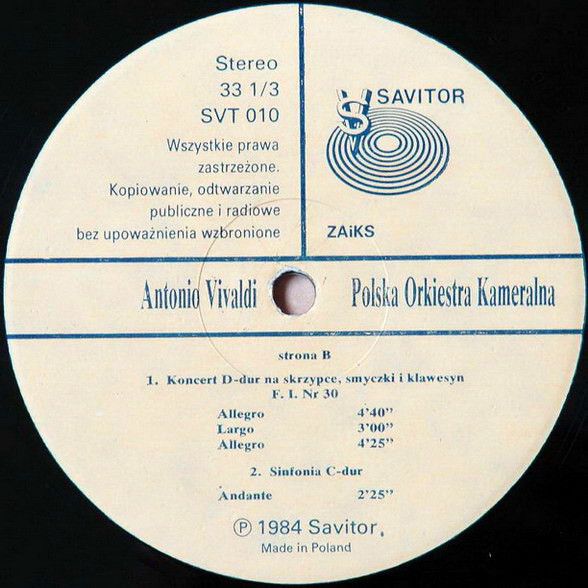 Stereo
33 1/3
SVT 010
Wszystkie prawa
zastrzeżone.
Kopiowanie, odtwarzanie
publiczne i radiowe
bez upoważnienia wzbronione
VS SAVITOR
ZAiKS
Antonio Vivaldi
Polska Orkiestra Kameralna
strona B
1. Koncert D-dur na skrzypce, smyczki i klawesyn
F. I. Nr 30
Allegro 4'40"
Largo 3'00"
Allegro 4'25"
2. Sinfonia C-dur
Andante 2'25"
Ⓟ 1984 Savitor.
Made in Poland